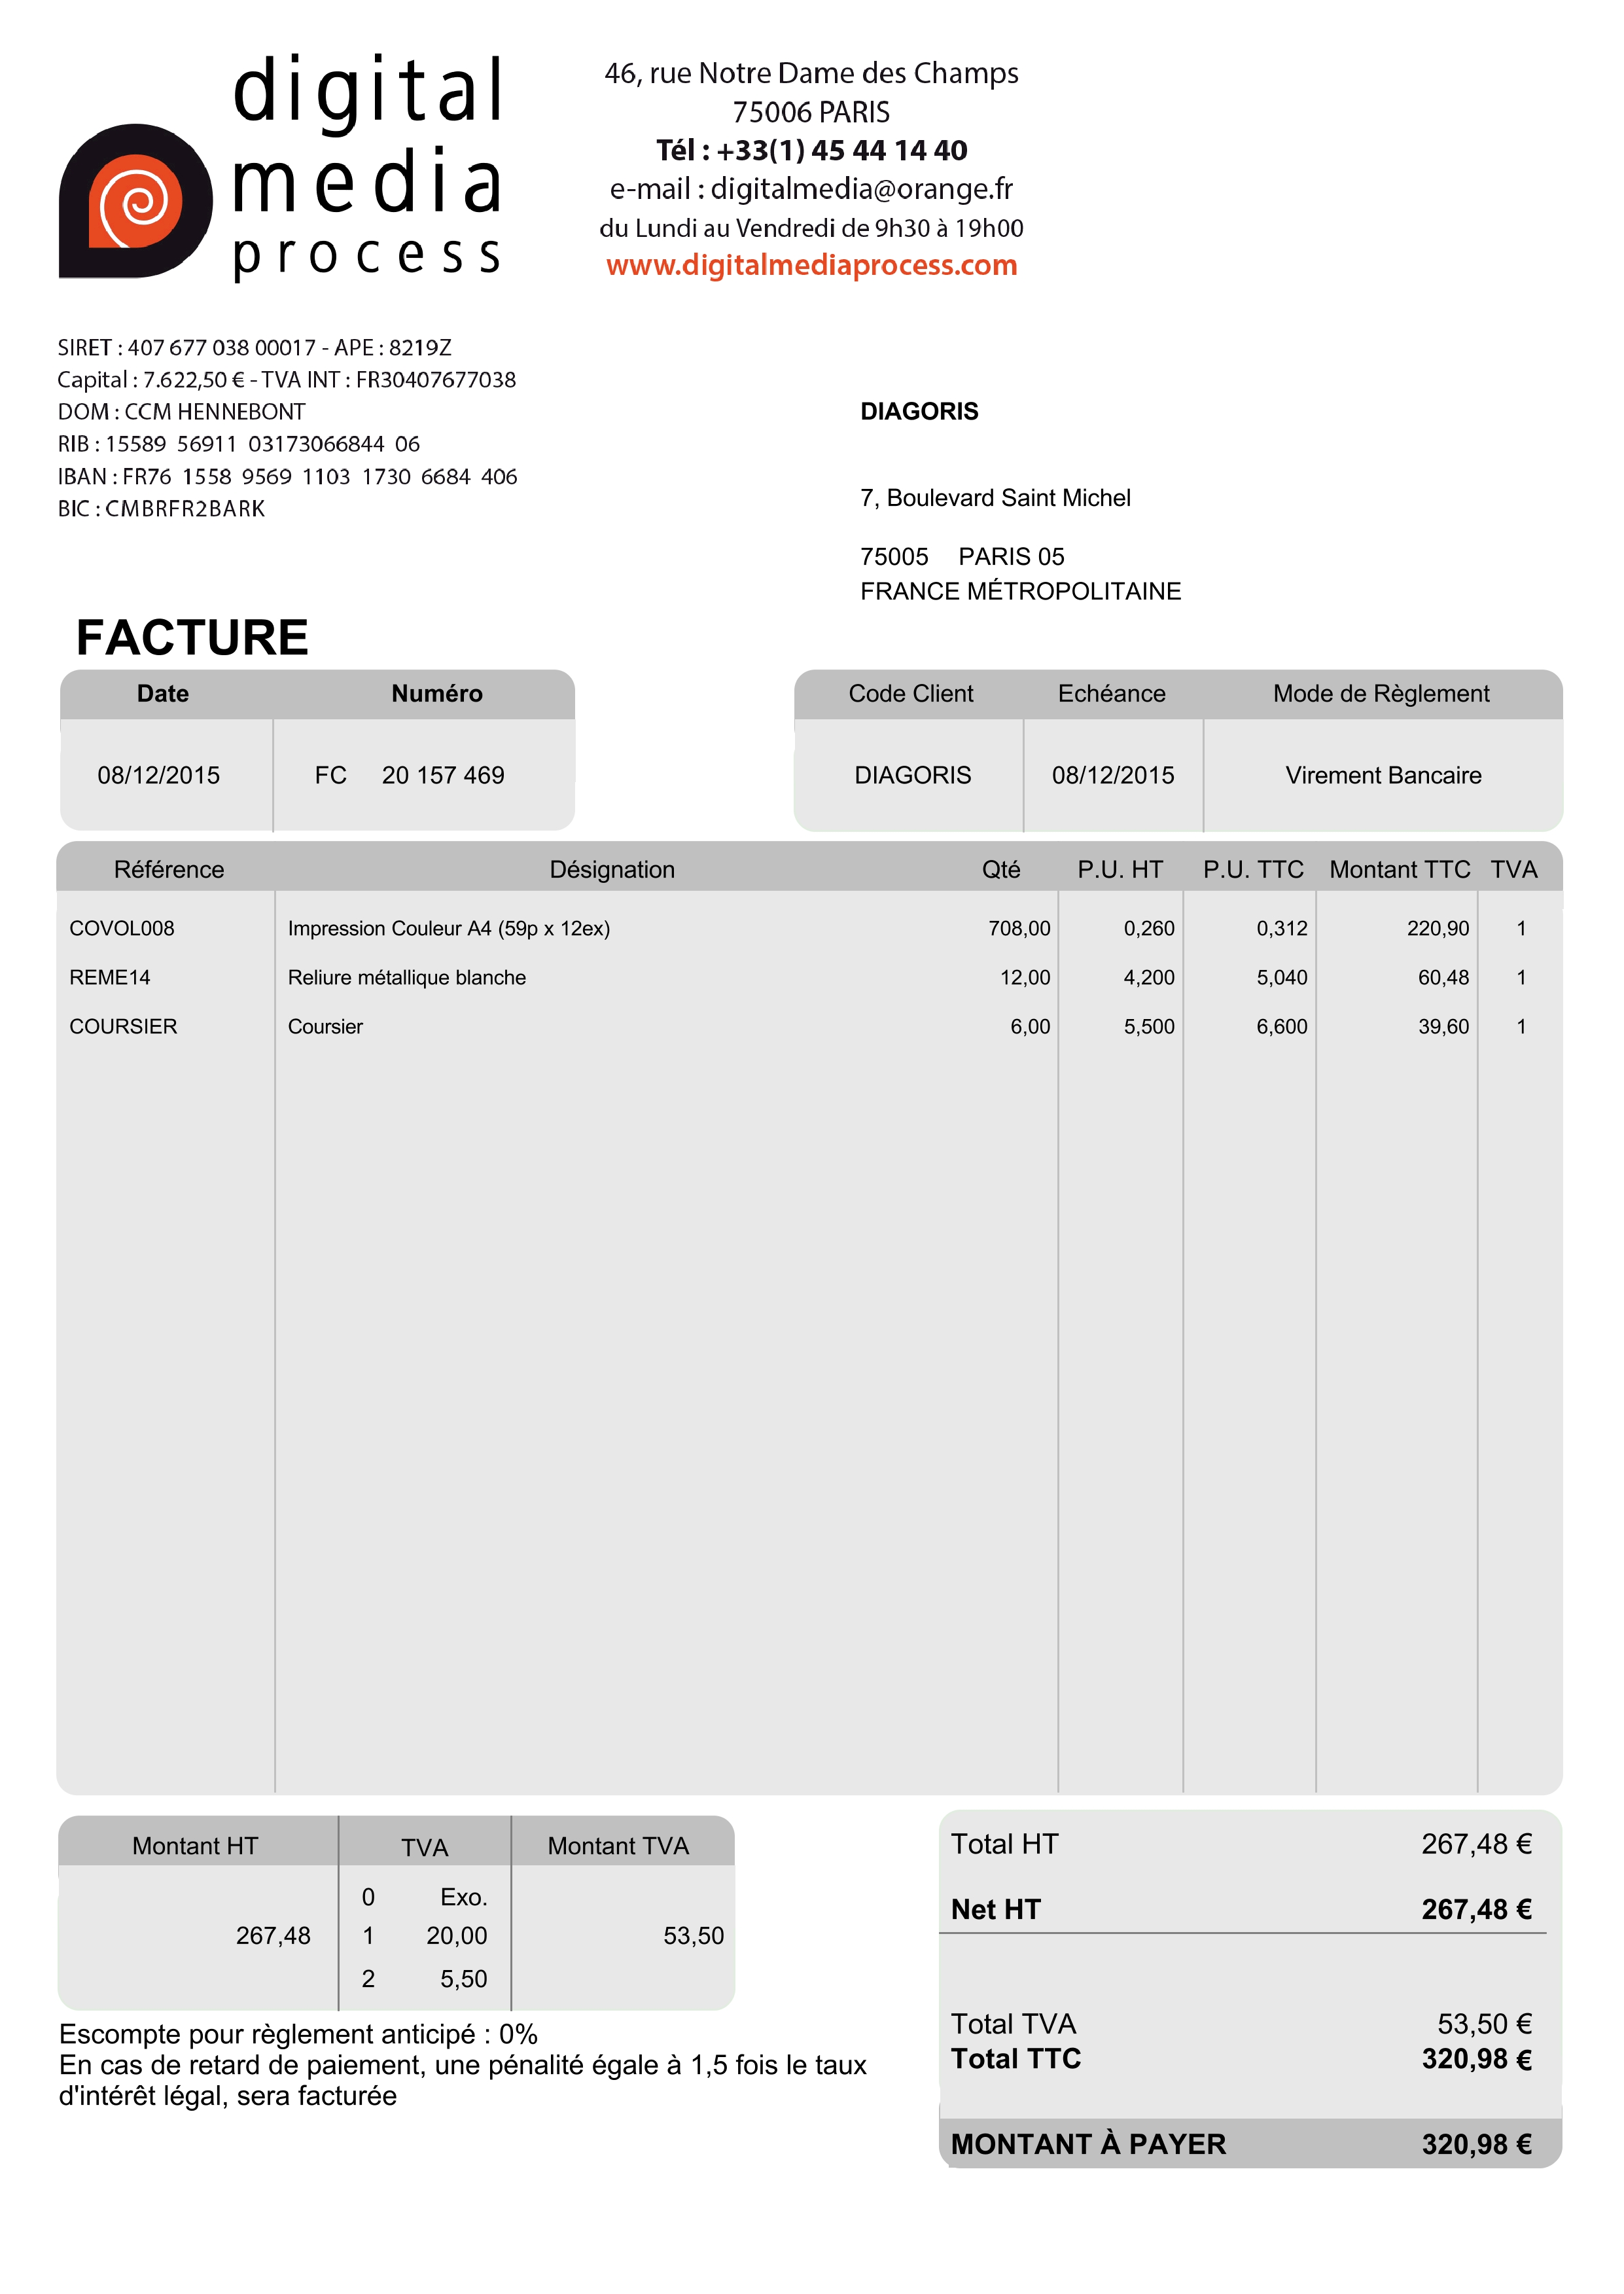 digital
media
process
46, rue Notre Dame des Champs
75006 PARIS
Tél : +33(1) 45 44 14 40
e-mail : digitalmedia@orange.fr
du Lundi au Vendredi de 9h30 à 19h00
www.digitalmediaprocess.com
SIRET : 407 677 038 00017 - APE : 8219Z
Capital : 7.622,50 € - TVA INT : FR30407677038
DOM : CCM HENNEBONT
RIB : 15589 56911 03173066844 06
IBAN : FR76 1558 9569 1103 1730 6684 406
BIC : CMBRFR2BARK
DIAGORIS
7, Boulevard Saint Michel
75005 PARIS 05
FRANCE MÉTROPOLITAINE
FACTURE
Date Numéro
08/12/2015 FC 20 157 469
Code Client Echéance Mode de Règlement
DIAGORIS 08/12/2015 Virement Bancaire
Référence Désignation Qté P.U. HT P.U. TTC Montant TTC TVA
COVOL008 Impression Couleur A4 (59p x 12ex) 708,00 0,260 0,312 220,90 1
REME14 Reliure métallique blanche 12,00 4,200 5,040 60,48 1
COURSIER Coursier 6,00 5,500 6,600 39,60 1
Montant HT TVA Montant TVA
0 Exo.
267,48 1 20,00 53,50
2 5,50
Escompte pour règlement anticipé : 0%
En cas de retard de paiement, une pénalité égale à 1,5 fois le taux
d'intérêt légal, sera facturée
Total HT 267,48 €
Net HT 267,48 €
Total TVA 53,50 €
Total TTC 320,98 €
MONTANT À PAYER 320,98 €